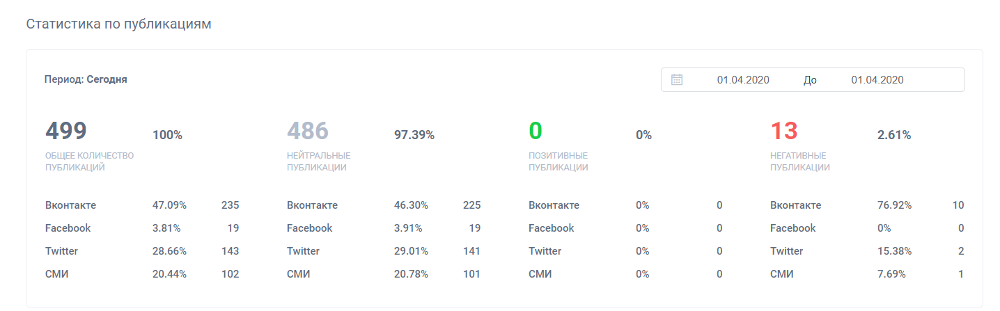 Статистика по публикациям
Период: Сегодня
01.04.2020 До 01.04.2020
499 100% 486 97.39% 0 0% 13 2.61%
ОБЩЕЕ КОЛИЧЕСТВО НЕЙТРАЛЬНЫЕ ПОЗИТИВНЫЕ НЕГАТИВНЫЕ
ПУБЛИКАЦИЙ ПУБЛИКАЦИИ ПУБЛИКАЦИИ ПУБЛИКАЦИИ
Вконтакте 47.09% 235 Вконтакте 46.30% 225 Вконтакте 0% 0 Вконтакте 76.92% 10
Facebook 3.81% 19 Facebook 3.91% 19 Facebook 0% 0 Facebook 0% 0
Twitter 28.66% 143 Twitter 29.01% 141 Twitter 0% 0 Twitter 15.38% 2
СМИ 20.44% 102 СМИ 20.78% 101 СМИ 0% 0 СМИ 7.69% 1